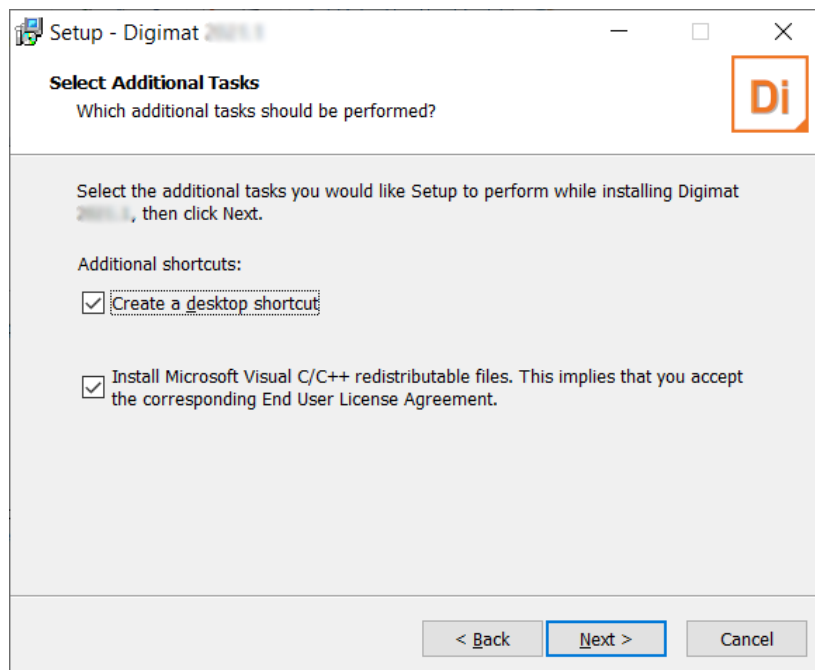 Setup - Digimat
Select Additional Tasks
Which additional tasks should be performed?
Di
Select the additional tasks you would like Setup to perform while installing Digimat
, then click Next.
Additional shortcuts:
Create a desktop shortcut
Install Microsoft Visual C/C++ redistributable files. This implies that you accept
the corresponding End User License Agreement.
< Back
Next >
Cancel